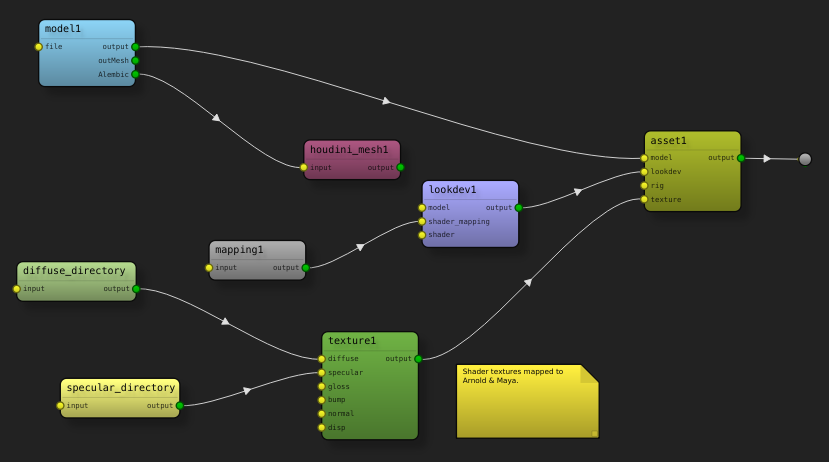 model1
file output
outMesh
Alembic
houdini_mesh1
input output
asset1
model output
lookdev
rig
texture
lookdev1
model output
shader_mapping
shader
mapping1
input output
diffuse_directory
input output
texture1
diffuse output
specular
gloss
bump
normal
disp
specular_directory
input output
Shader textures mapped to
Arnold & Maya.